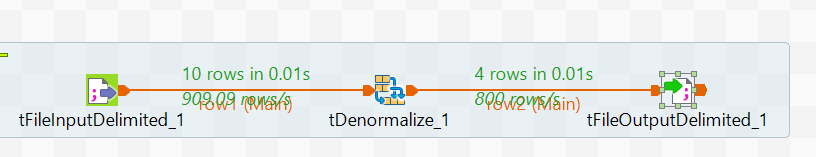 10 rows in 0.01s
909.09 rows/s
row1 (Main)
4 rows in 0.01s
800 rows/s
row2 (Main)
tFileInputDelimited_1
tDenormalize_1
tFileOutputDelimited_1